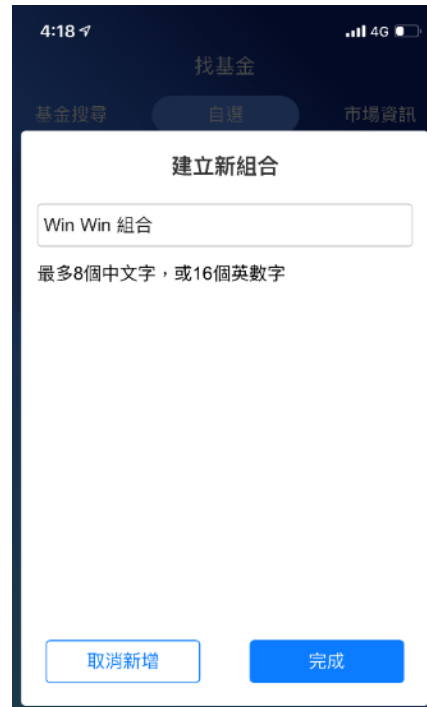 4:18 4G
找基金
基金搜尋 自選 市場資訊
建立新組合
Win Win 組合
最多8個中文字，或16個英數字
取消新增 完成